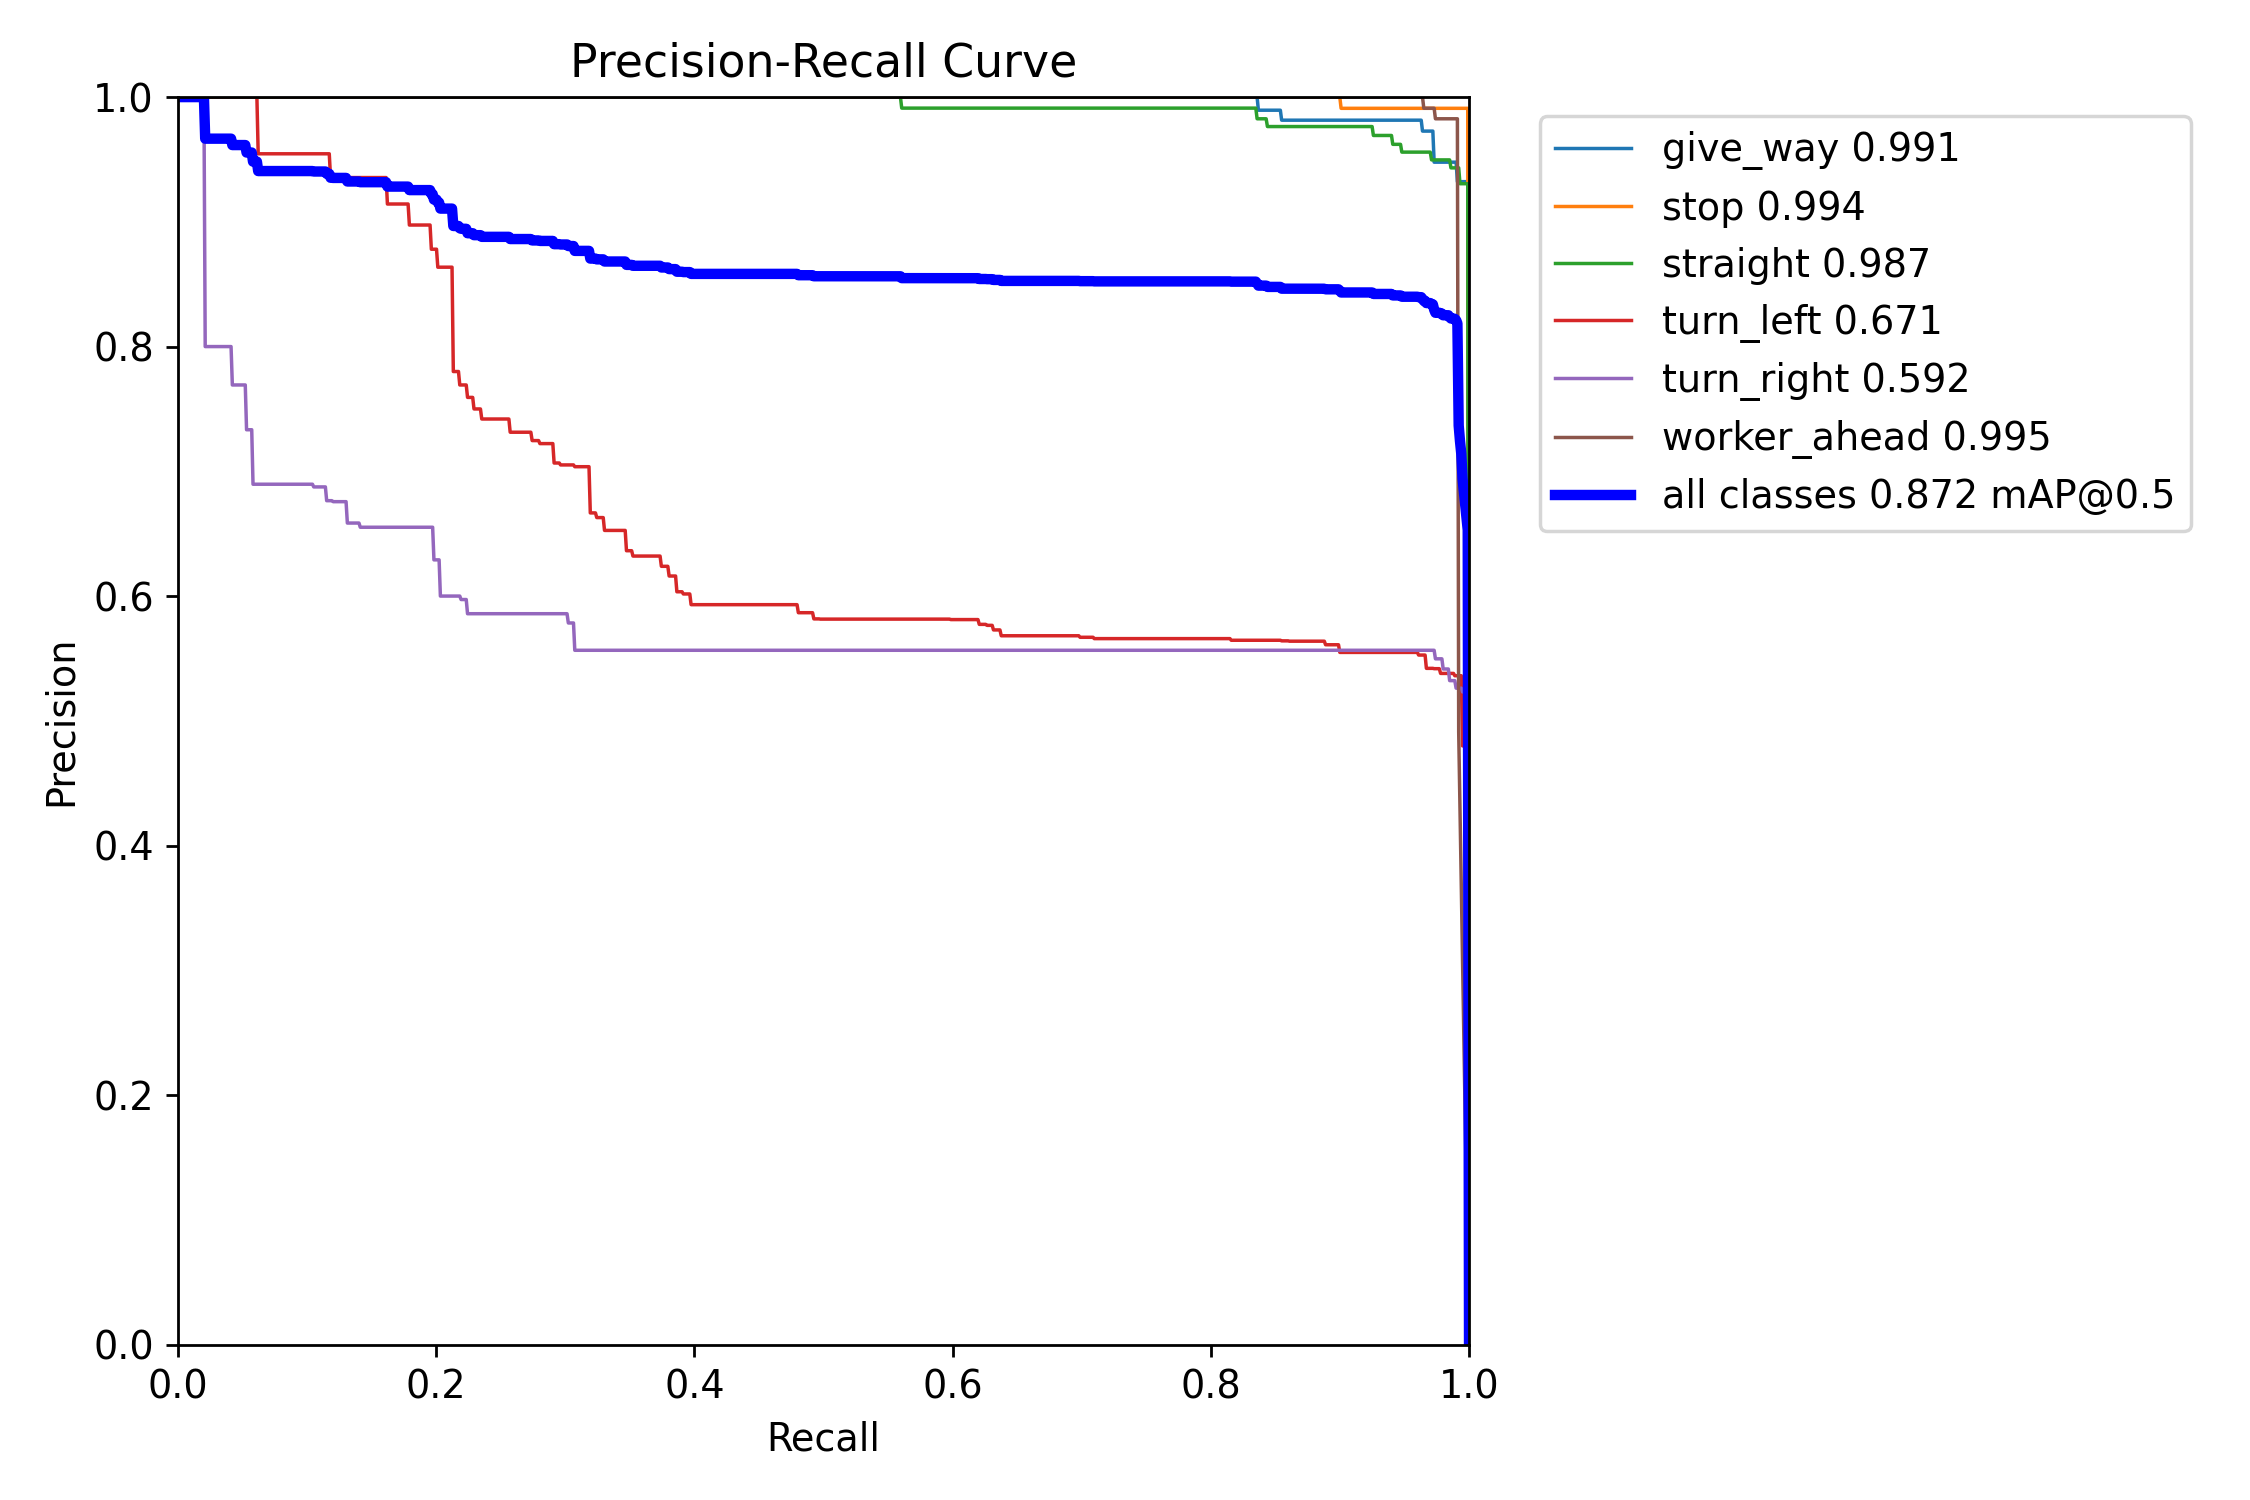 Precision-Recall Curve
1.0
0.8
0.6
0.4
0.2
0.0
Precision
0.0 0.2 0.4 0.6 0.8 1.0
Recall
give_way 0.991
stop 0.994
straight 0.987
turn_left 0.671
turn_right 0.592
worker_ahead 0.995
all classes 0.872 mAP@0.5